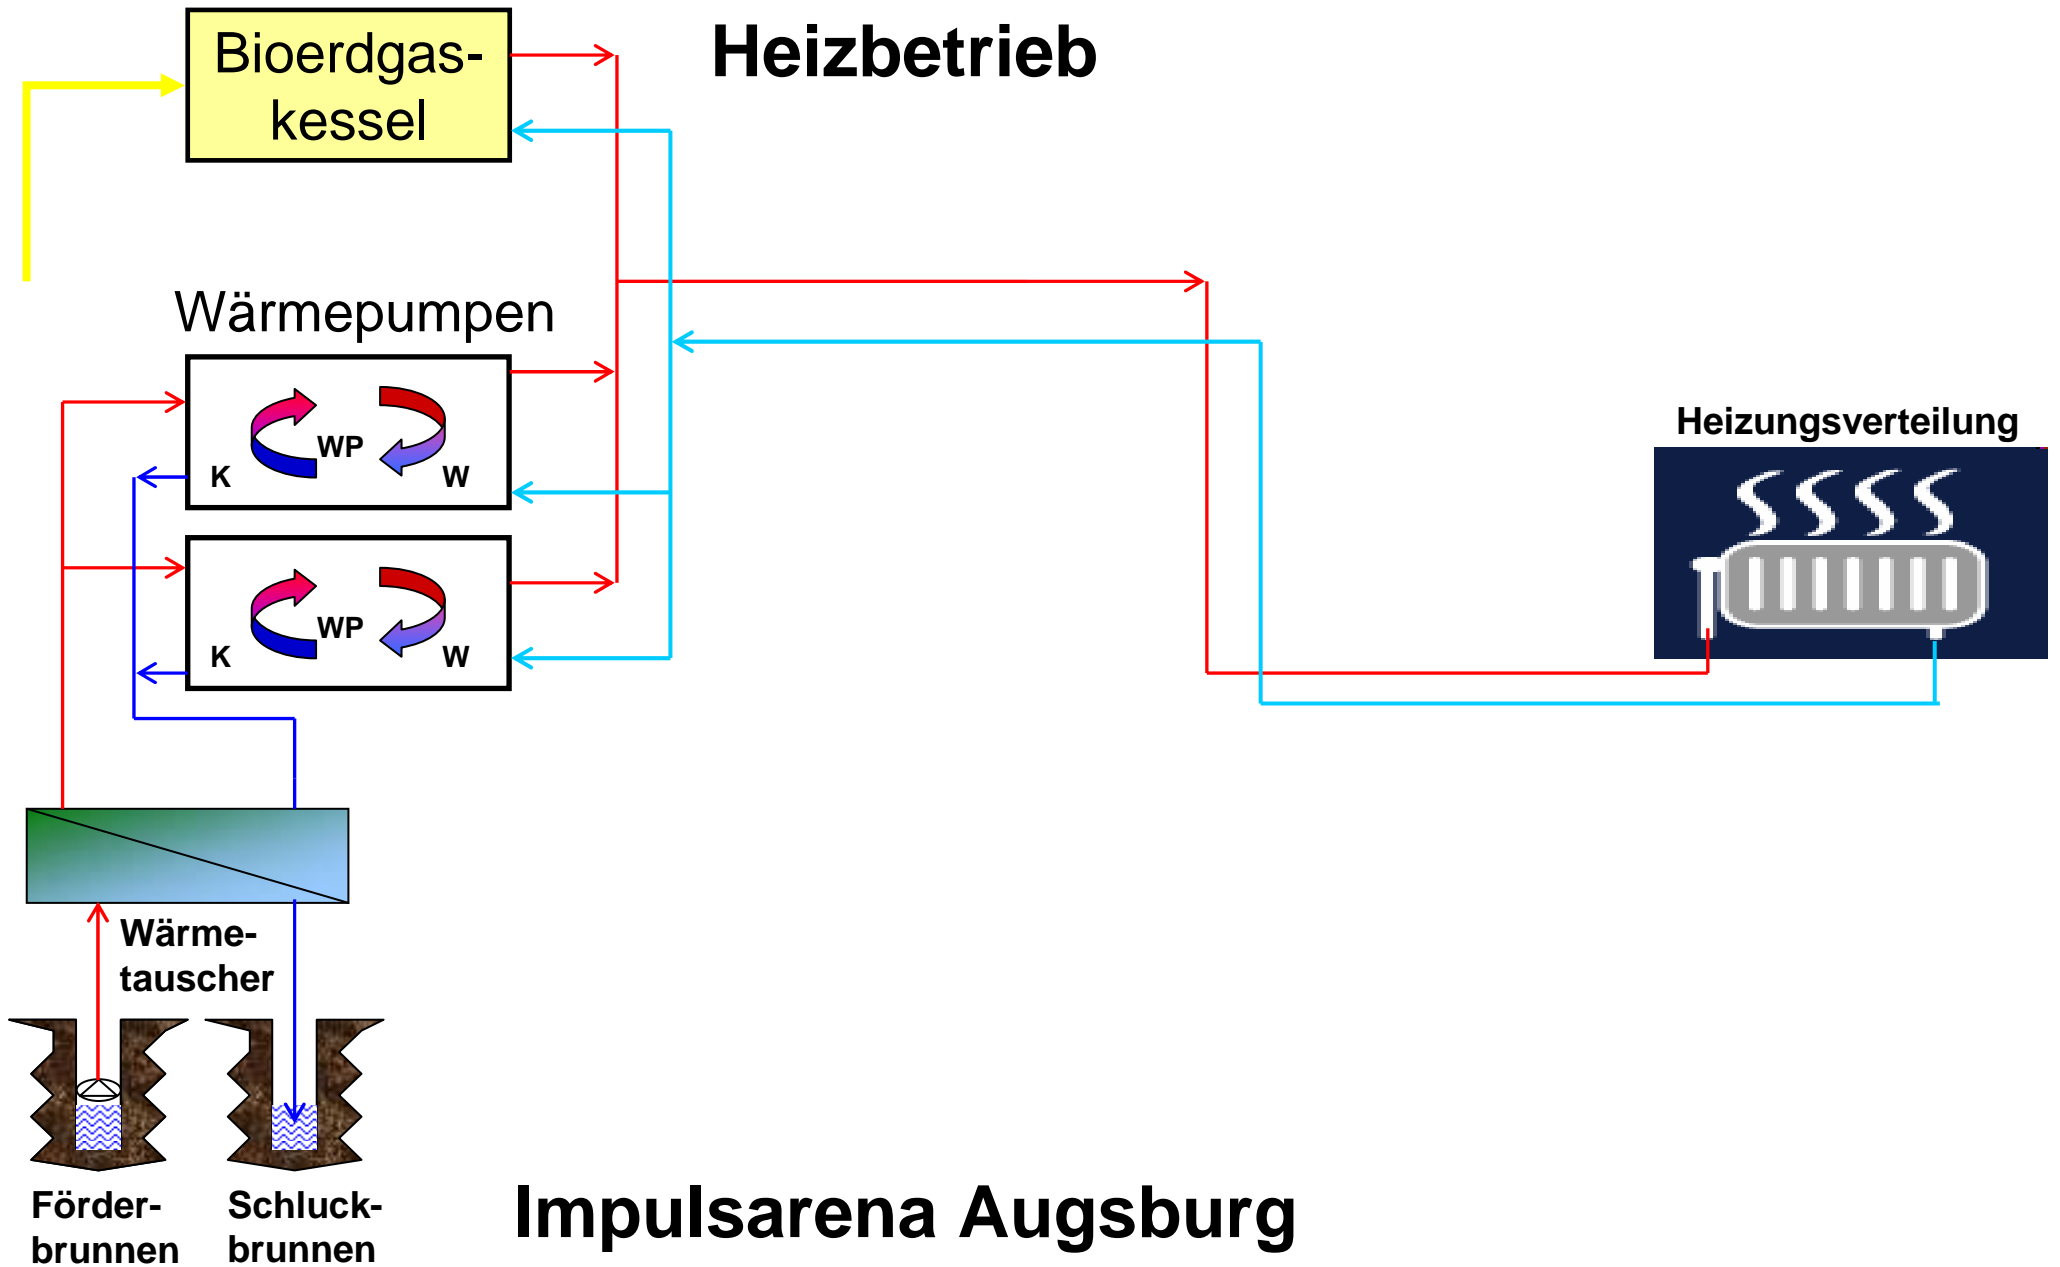 Bioerdgas-
kessel
Heizbetrieb
Wärmepumpen
WP
K
W
WP
K
W
Heizungsverteilung
Wärme-
tauscher
Förder-
brunnen
Schluck-
brunnen
Impulsarena Augsburg